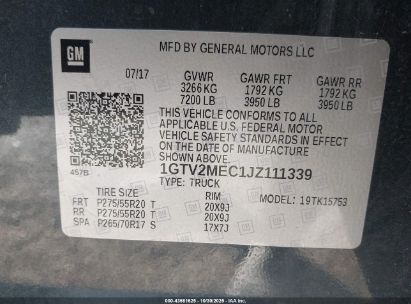 GM
MFD BY GENERAL MOTORS LLC
07/17 GVWR GAWR FRT GAWR RR
3266 KG 1792 KG 1792 KG
7200 LB 3950 LB 3950 LB
THIS VEHICLE CONFORMS TO ALL
APPLICABLE U.S. FEDERAL MOTOR
VEHICLE SAFETY STANDARDS IN EFFECT
ON THE DATE OF MANUFACTURE
SHOWN ABOVE.
457B 1GTV2MEC1JZ111339
TYPE: TRUCK
TIRE SIZE RIM MODEL: 19TK15753
FRT P275/55R20 T 20X9J
RR P275/55R20 T 20X9J
SPA P265/70R17 S 17X7J